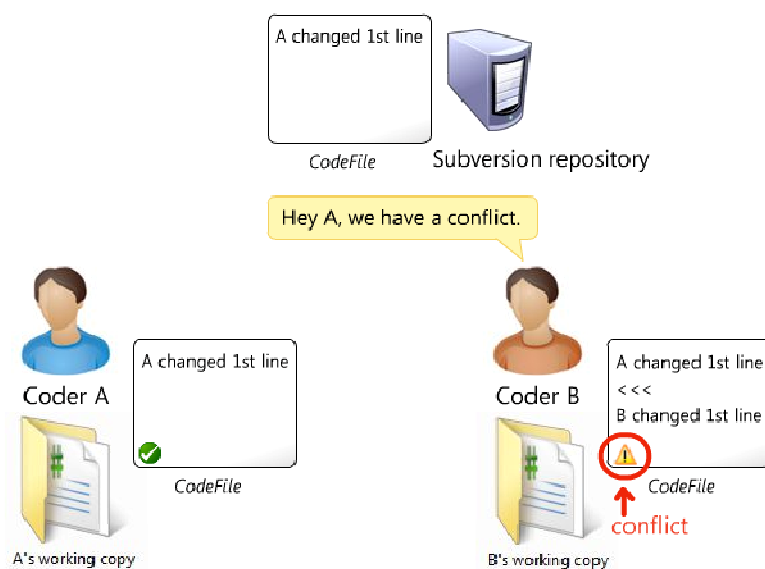 A changed 1st line
CodeFile
Subversion repository
Hey A, we have a conflict.
A changed 1st line
Coder A
CodeFile
A's working copy
A changed 1st line
<<<
B changed 1st line
Coder B
CodeFile
conflict
B's working copy